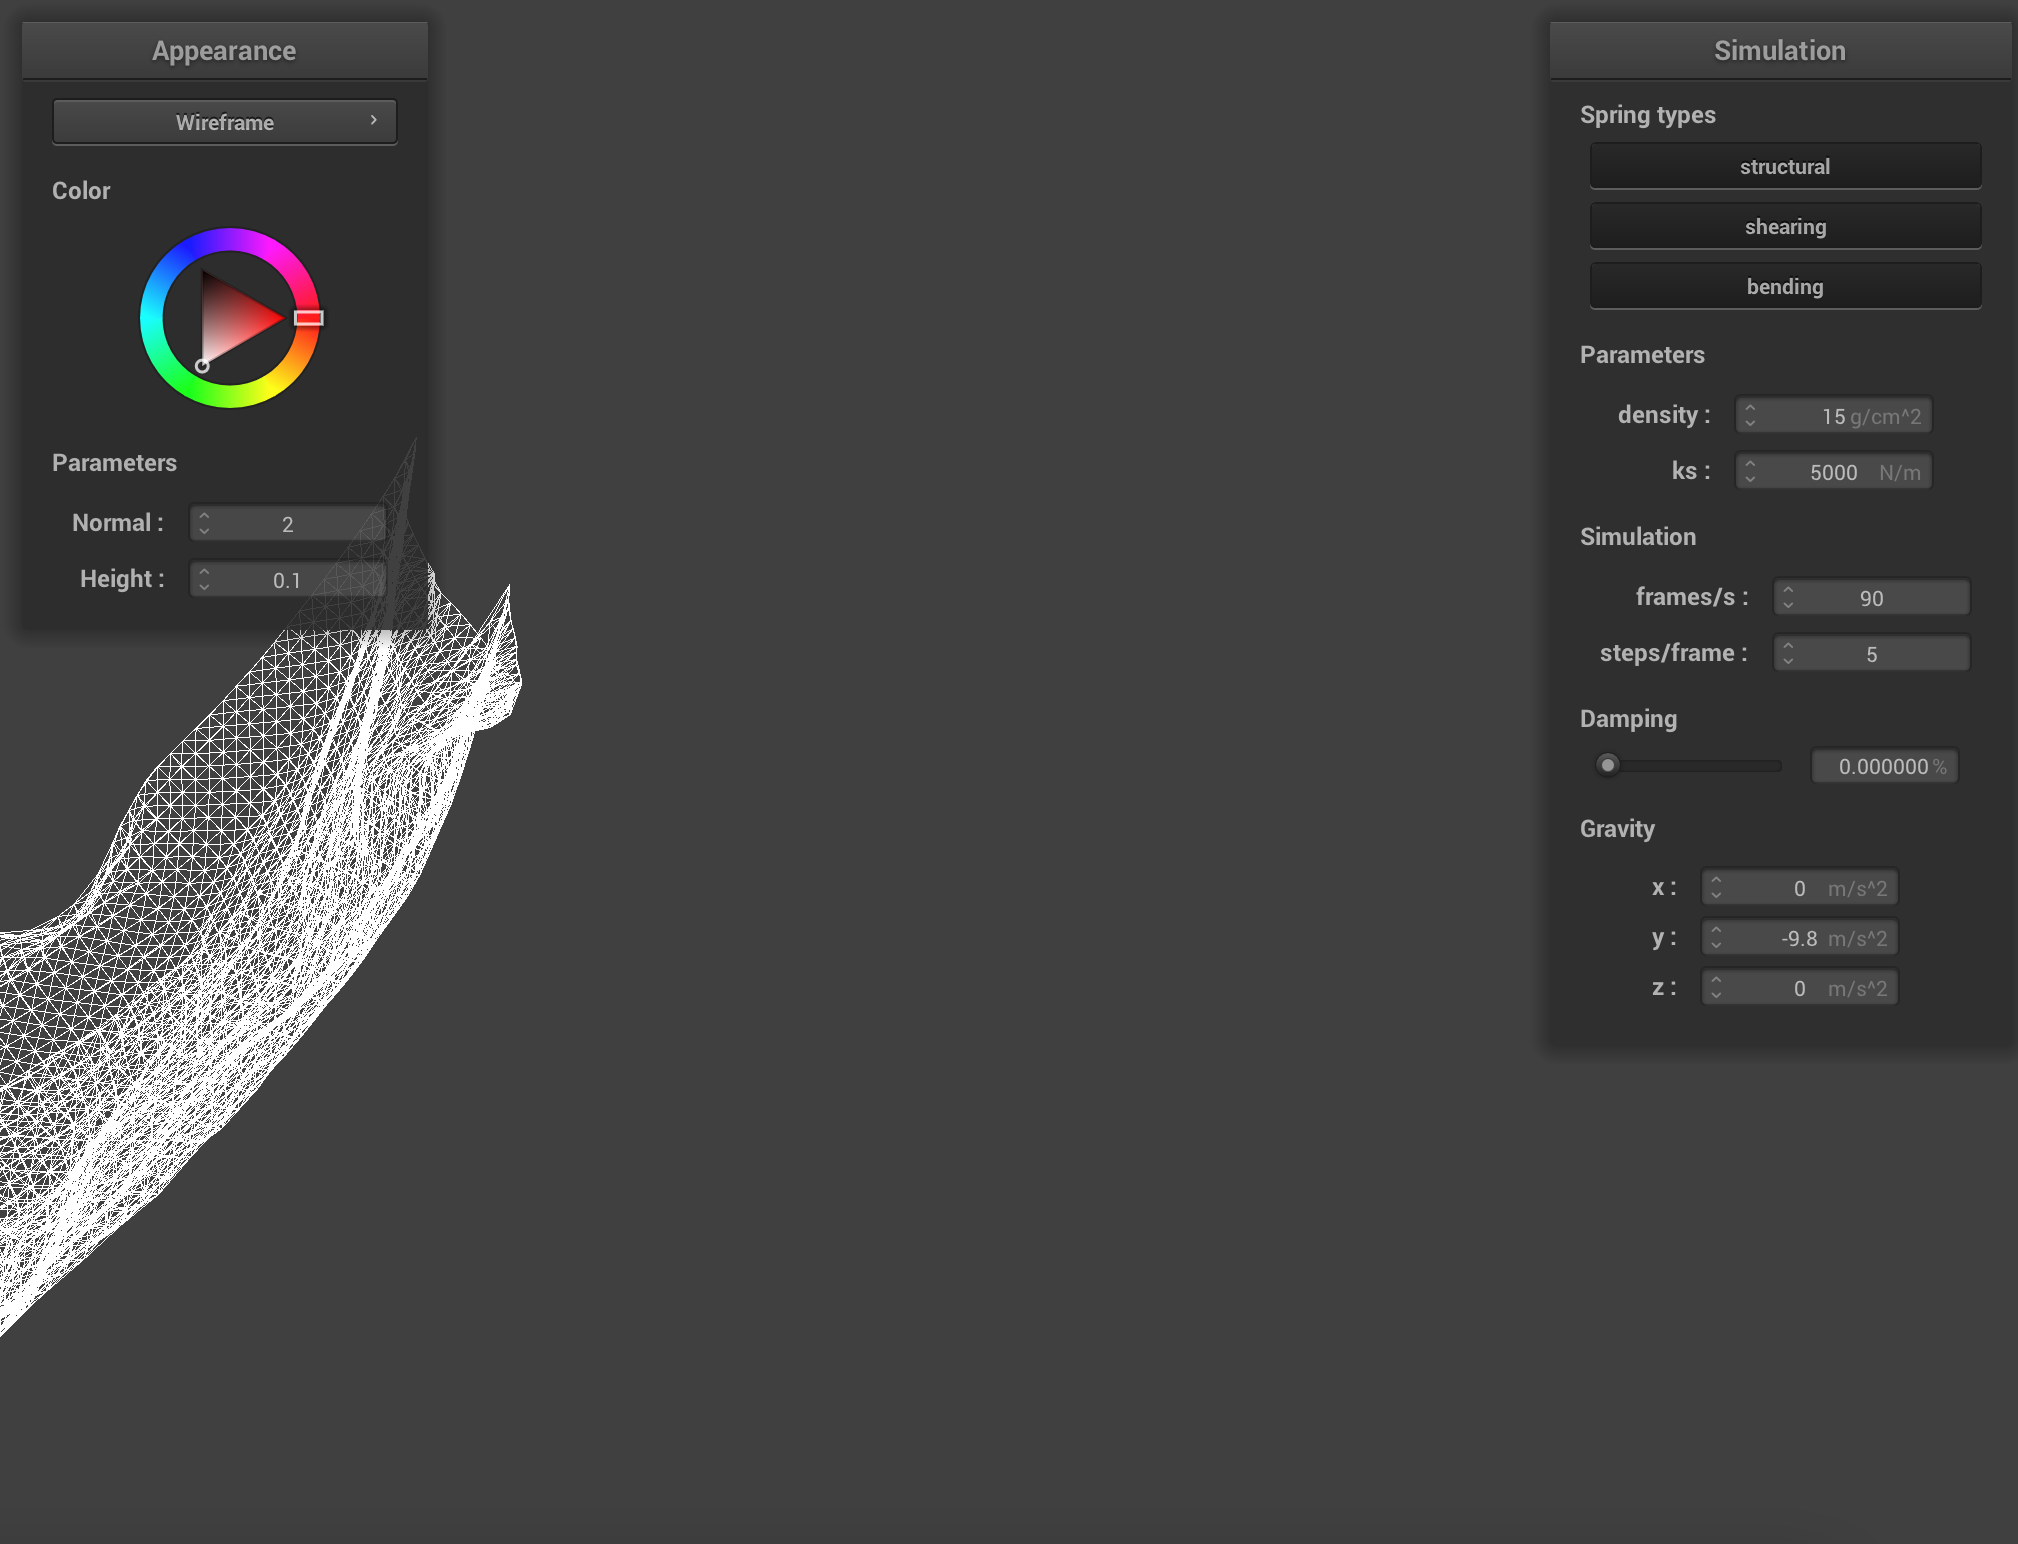 Appearance
Wireframe
Color
Parameters
Normal : 2
Height : 0.1
Simulation
Spring types
structural
shearing
bending
Parameters
density : 15 g/cm^2
ks : 5000 N/m
Simulation
frames/s : 90
steps/frame : 5
Damping
0.000000 %
Gravity
x : 0 m/s^2
y : -9.8 m/s^2
z : 0 m/s^2